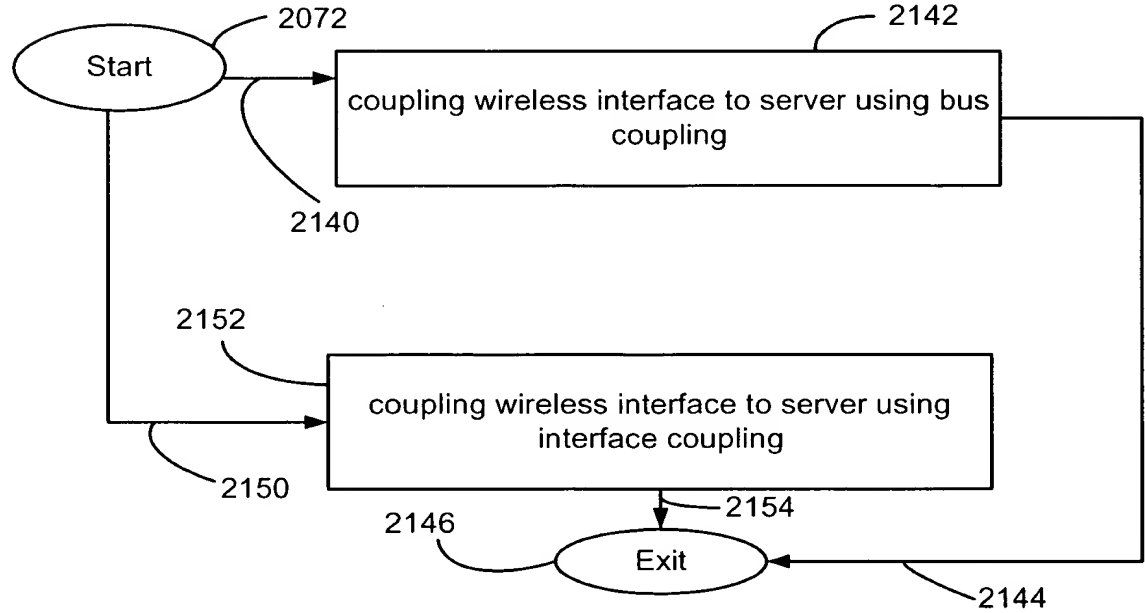 2072
Start
2142
coupling wireless interface to server using bus
coupling
2140
2152
coupling wireless interface to server using
interface coupling
2150
2154
2146
Exit
2144